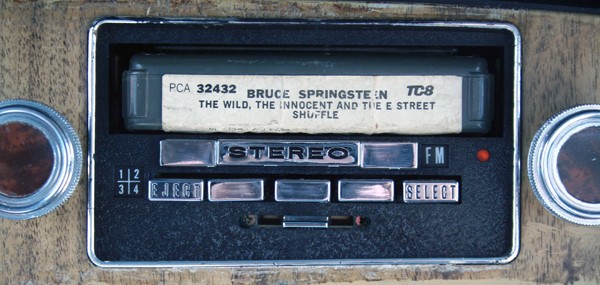 PCA 32432 BRUCE SPRINGSTEEN TC8
THE WILD, THE INNOCENT AND THE E STREET
SHUFFLE
STEREO FM
1 2
3 4
EJECT SELECT